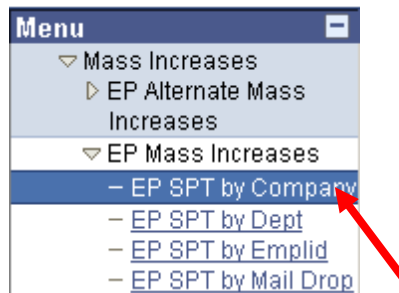 Menu
Mass Increases
EP Alternate Mass
Increases
EP Mass Increases
– EP SPT by Company
– EP SPT by Dept
– EP SPT by Emplid
– EP SPT by Mail Drop